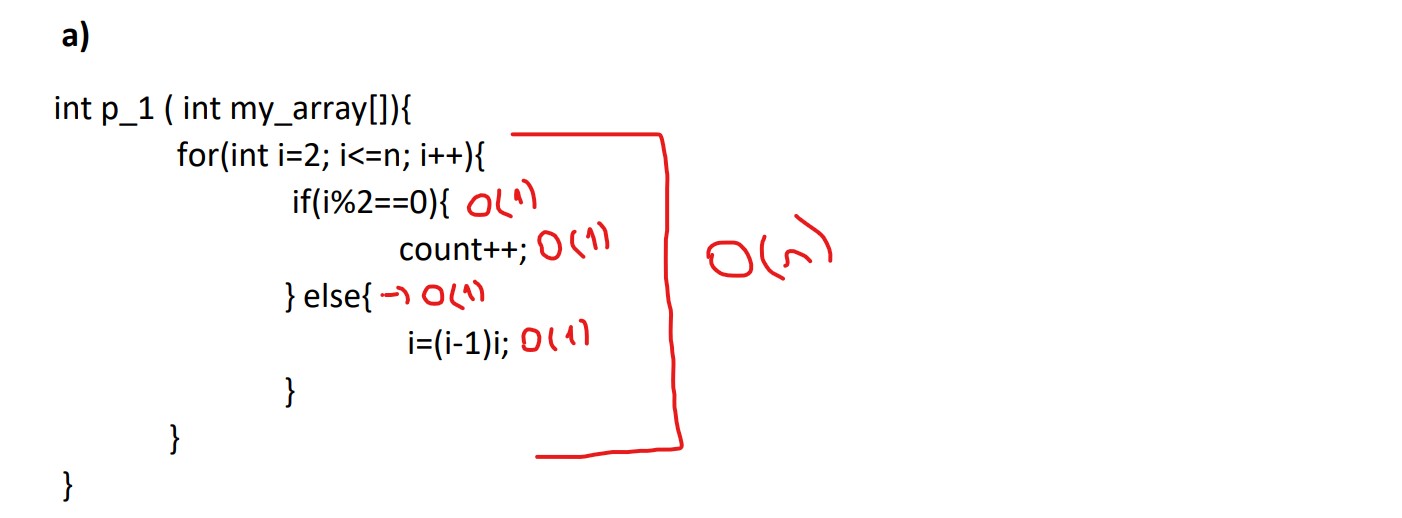 a)
int p_1 ( int my_array[]){
for(int i=2; i<=n; i++){
if(i%2==0){ O(1)
count++; O(1)
O(n)
} else{ → O(1)
i=(i-1)i; O(1)
}
}
}